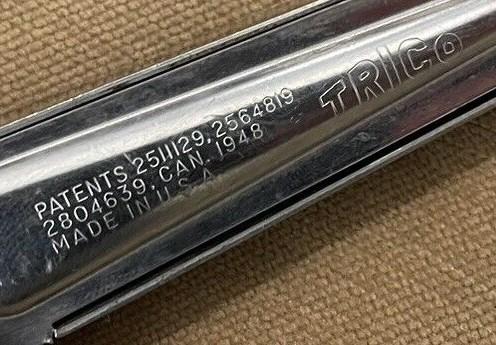 TRICO
PATENTS 2511129. 2564819
2804639. CAN. 1948
MADE IN U.S.A